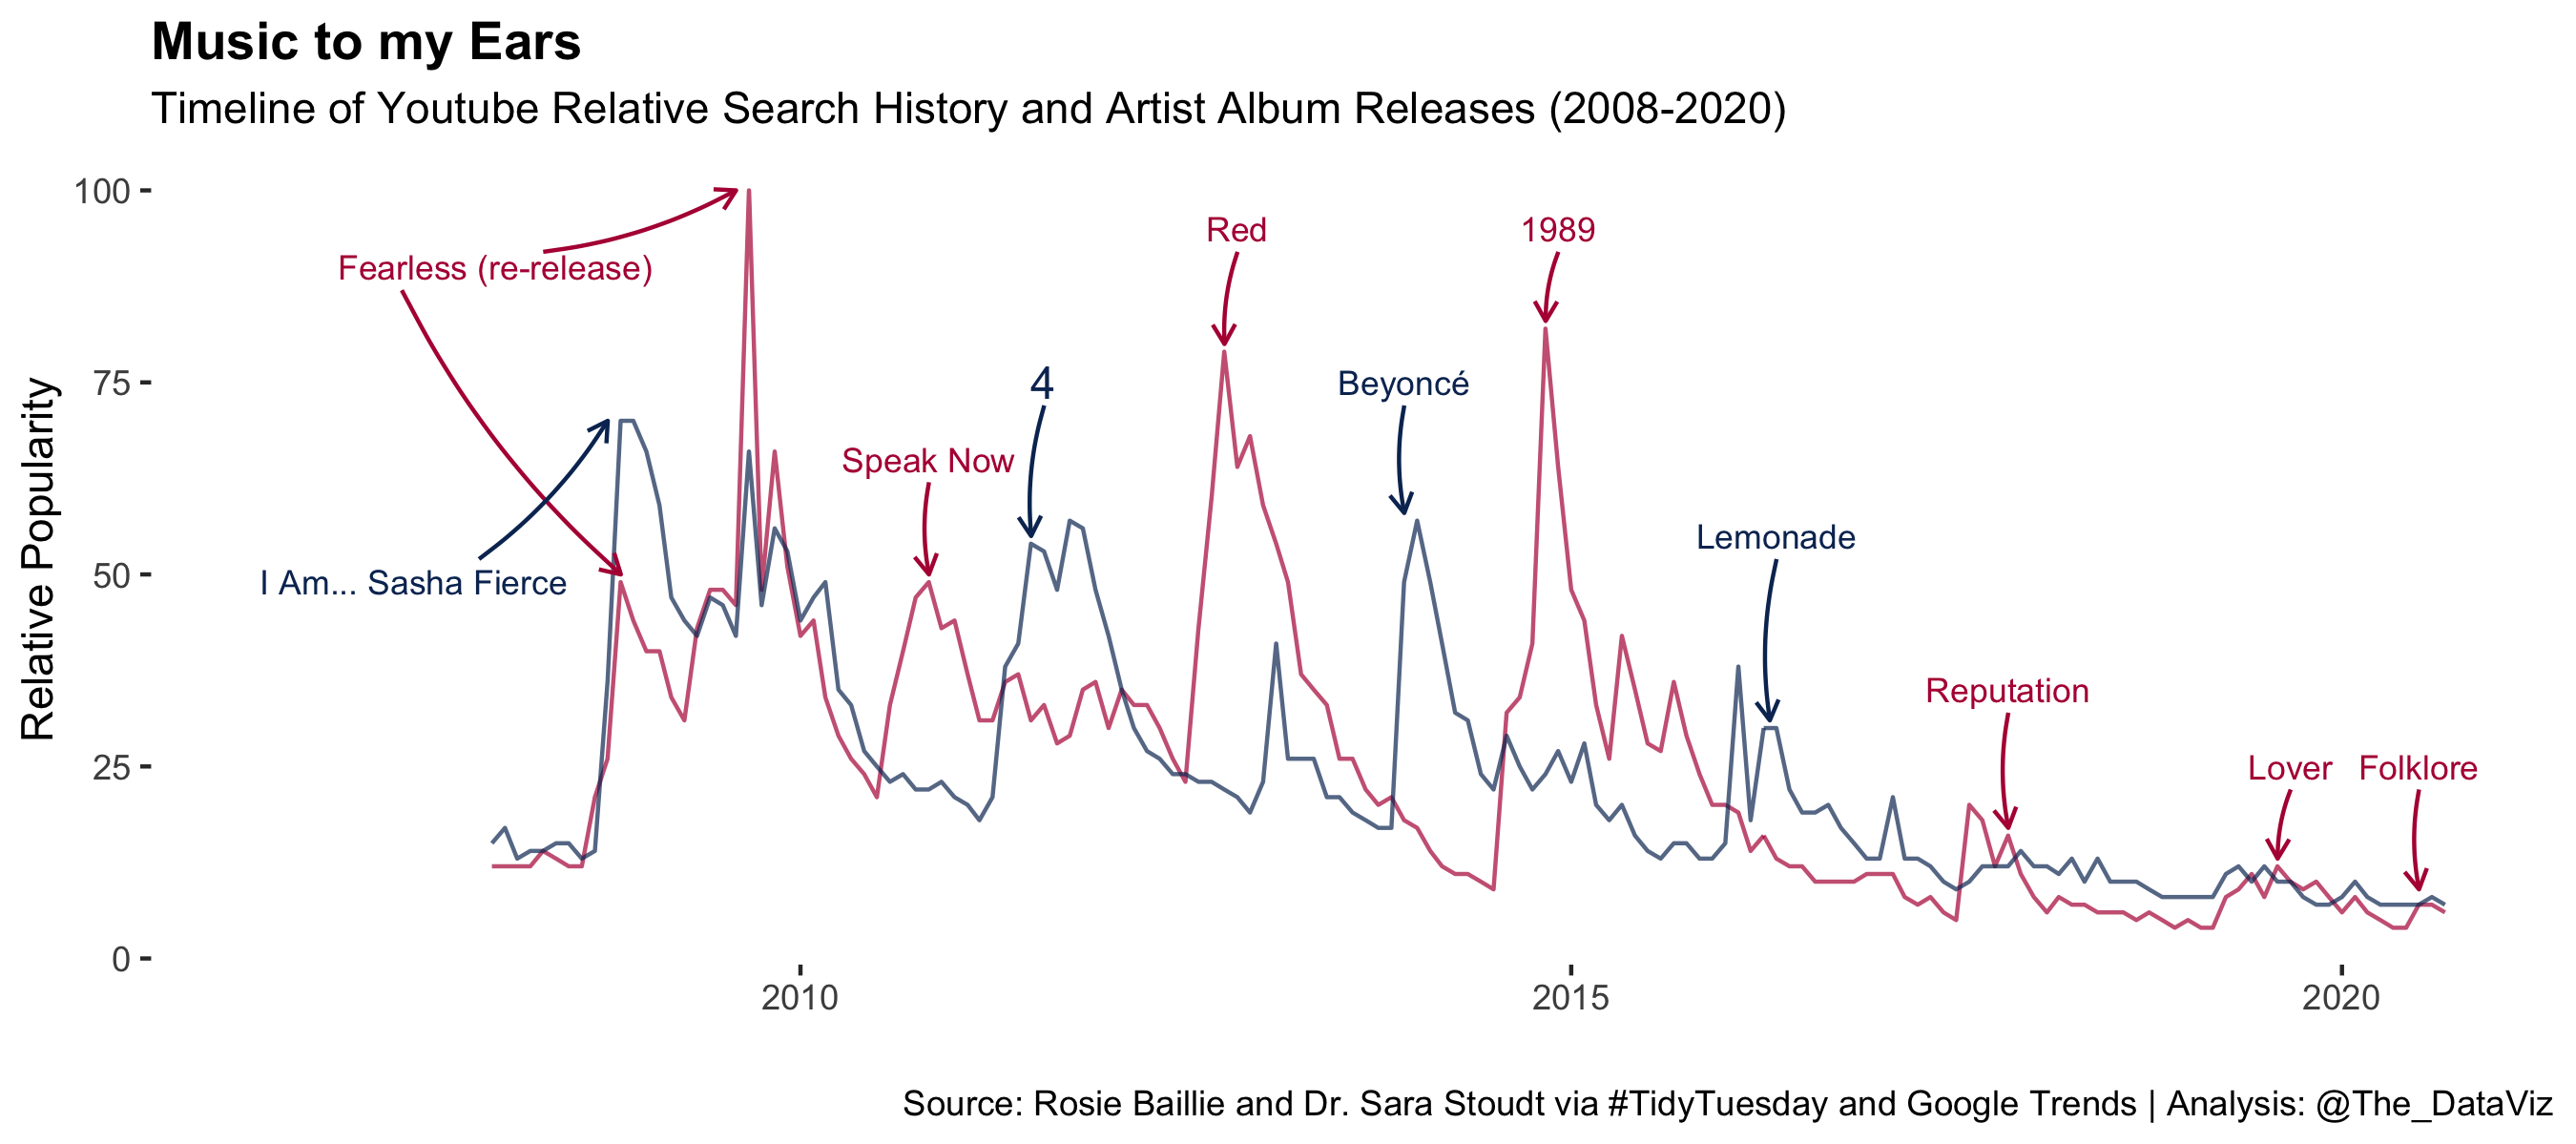 Music to my Ears
Timeline of Youtube Relative Search History and Artist Album Releases (2008-2020)
Relative Popularity
100
75
50
25
0
Fearless (re-release)
I Am... Sasha Fierce
Speak Now
4
Red
Beyoncé
1989
Lemonade
Reputation
Lover
Folklore
2010
2015
2020
Source: Rosie Baillie and Dr. Sara Stoudt via #TidyTuesday and Google Trends | Analysis: @The_DataViz